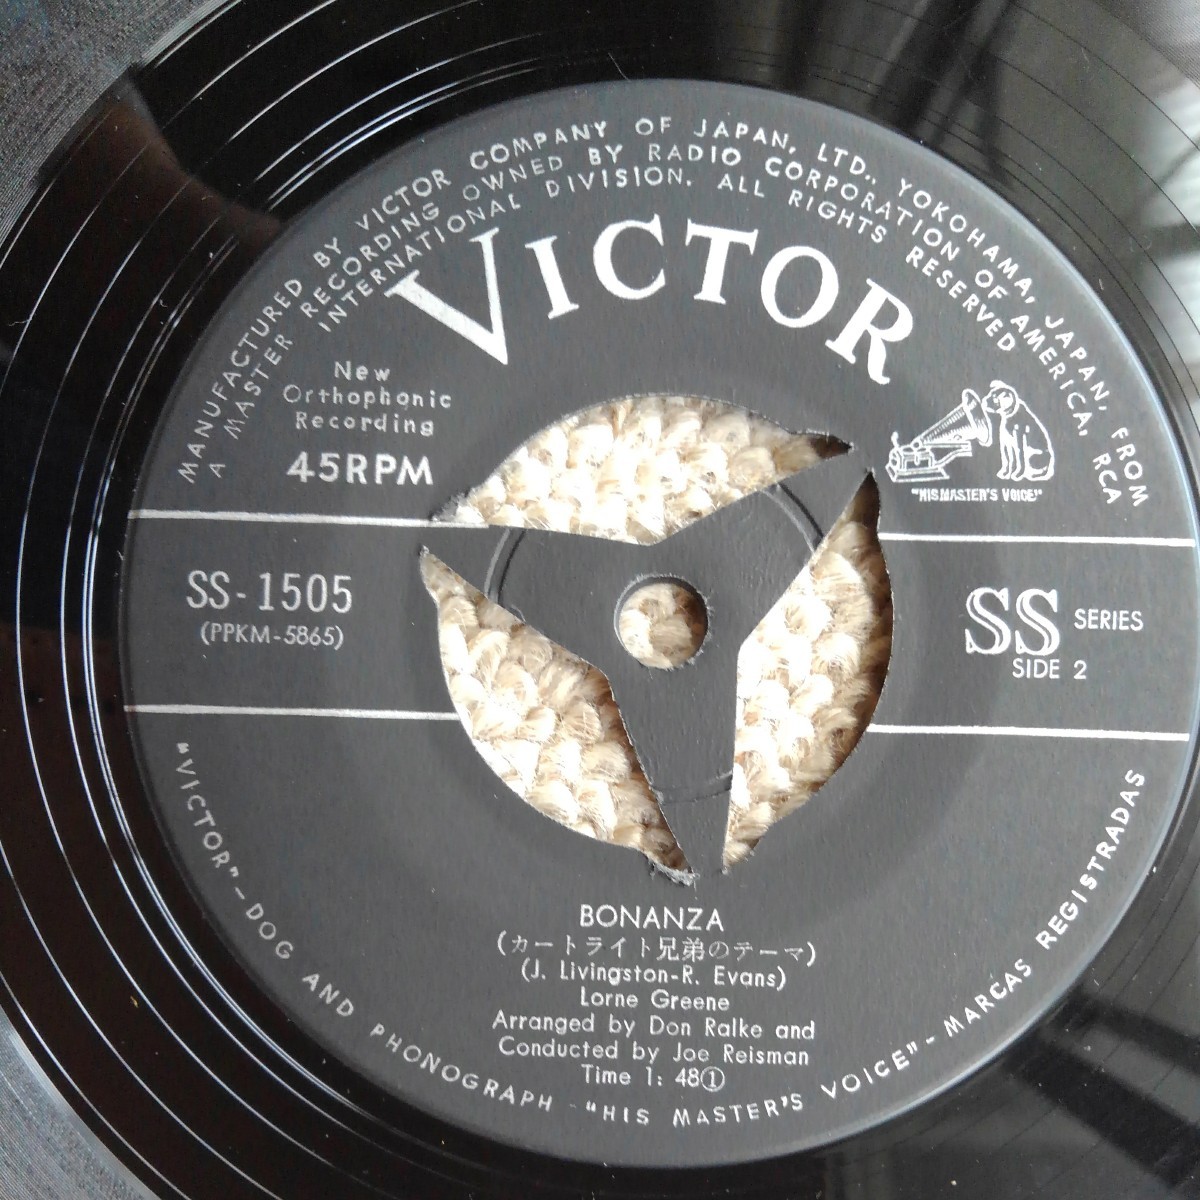 MANUFACTURED BY VICTOR COMPANY OF JAPAN, LTD., YOKOHAMA, JAPAN, FROM
A MASTER RECORDING OWNED BY RADIO CORPORATION OF AMERICA, RCA
INTERNATIONAL DIVISION. ALL RIGHTS RESERVED
VICTOR
New
Orthophonic
Recording
45RPM
"HIS MASTER'S VOICE"
SS-1505
(PPKM-5865)
SS SERIES
SIDE 2
BONANZA
(カートライト兄弟のテーマ)
(J. Livingston-R. Evans)
Lorne Greene
Arranged by Don Ralke and
Conducted by Joe Reisman
Time 1: 48①
"VICTOR"-DOG AND PHONOGRAPH-"HIS MASTER'S VOICE"-MARCAS REGISTRADAS